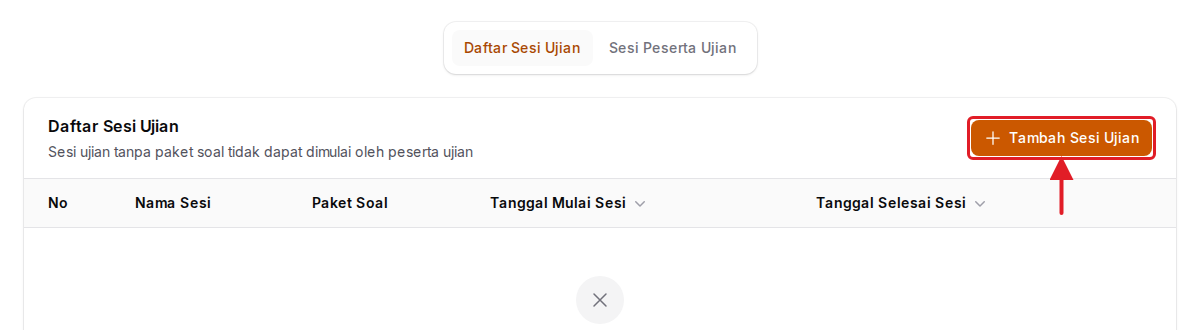 Daftar Sesi Ujian Sesi Peserta Ujian
Daftar Sesi Ujian
Sesi ujian tanpa paket soal tidak dapat dimulai oleh peserta ujian
Tambah Sesi Ujian
No Nama Sesi Paket Soal Tanggal Mulai Sesi Tanggal Selesai Sesi